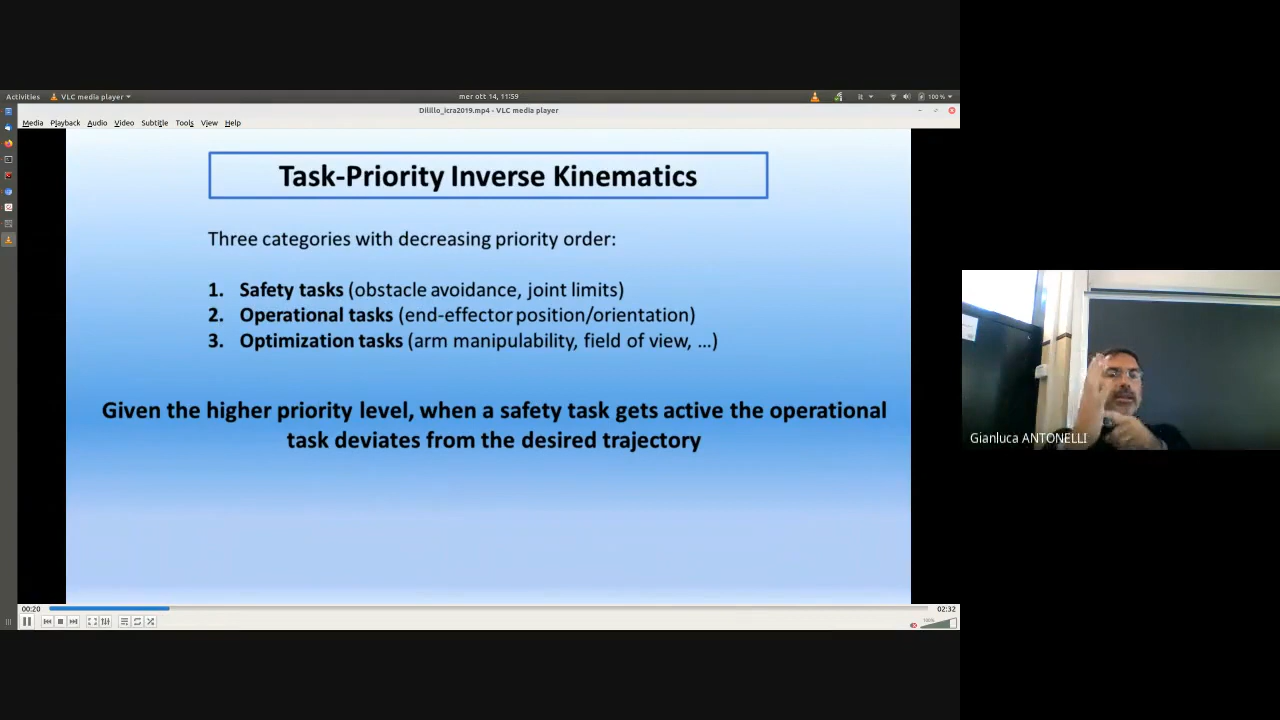 Activities
VLC media player
mer ott 14, 11:59
it
100 %
Dilillo_icra2019.mp4 - VLC media player
Media Playback Audio Video Subtitle Tools View Help
Task-Priority Inverse Kinematics
Three categories with decreasing priority order:
1. Safety tasks (obstacle avoidance, joint limits)
2. Operational tasks (end-effector position/orientation)
3. Optimization tasks (arm manipulability, field of view, ...)
Given the higher priority level, when a safety task gets active the operational
task deviates from the desired trajectory
Gianluca ANTONELLI
00:20
02:32
100%